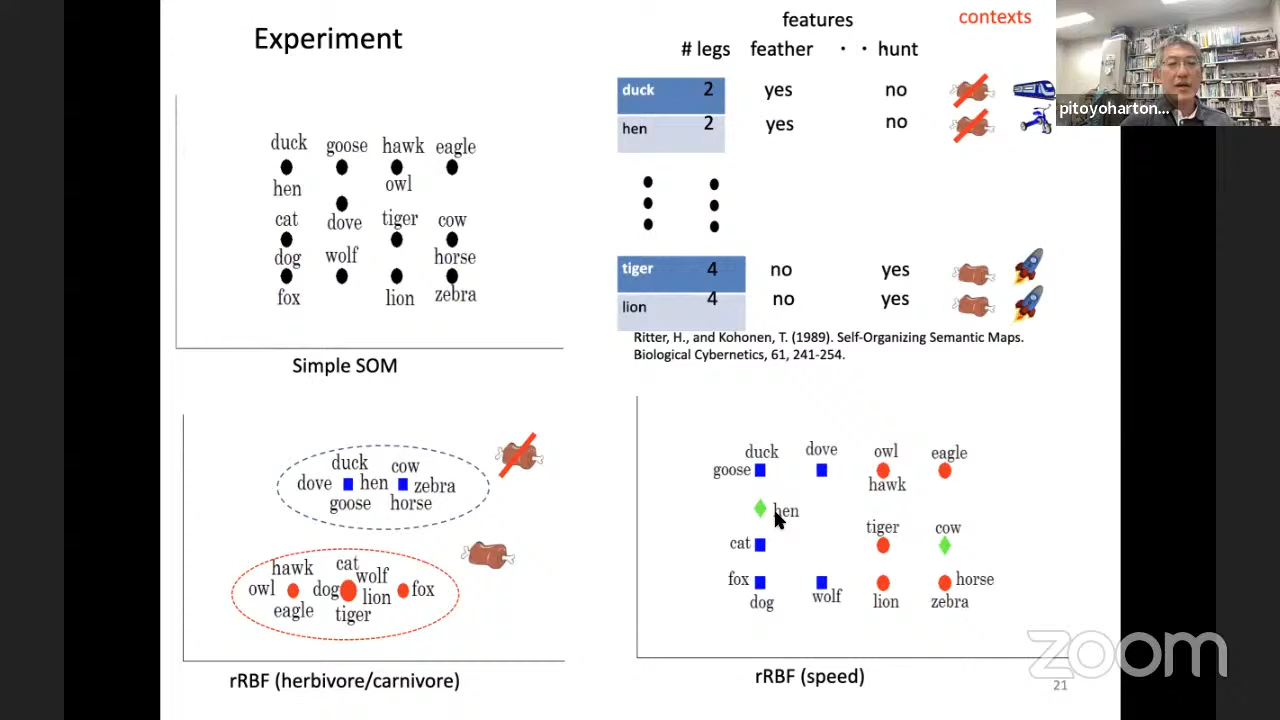 Experiment
features
contexts
# legs feather · · hunt
duck 2 yes no
hen 2 yes no
pitoyoharton...
tiger 4 no yes
lion 4 no yes
Ritter, H., and Kohonen, T. (1989). Self-Organizing Semantic Maps.
Biological Cybernetics, 61, 241-254.
duck goose hawk eagle
hen owl
cat dove tiger cow
dog wolf horse
fox lion zebra
Simple SOM
duck cow
dove hen zebra
goose horse
hawk cat
wolf
owl dog lion fox
eagle tiger
rRBF (herbivore/carnivore)
duck dove owl eagle
goose
hawk
hen
tiger cow
cat
fox horse
dog wolf lion zebra
rRBF (speed)
zoom
21